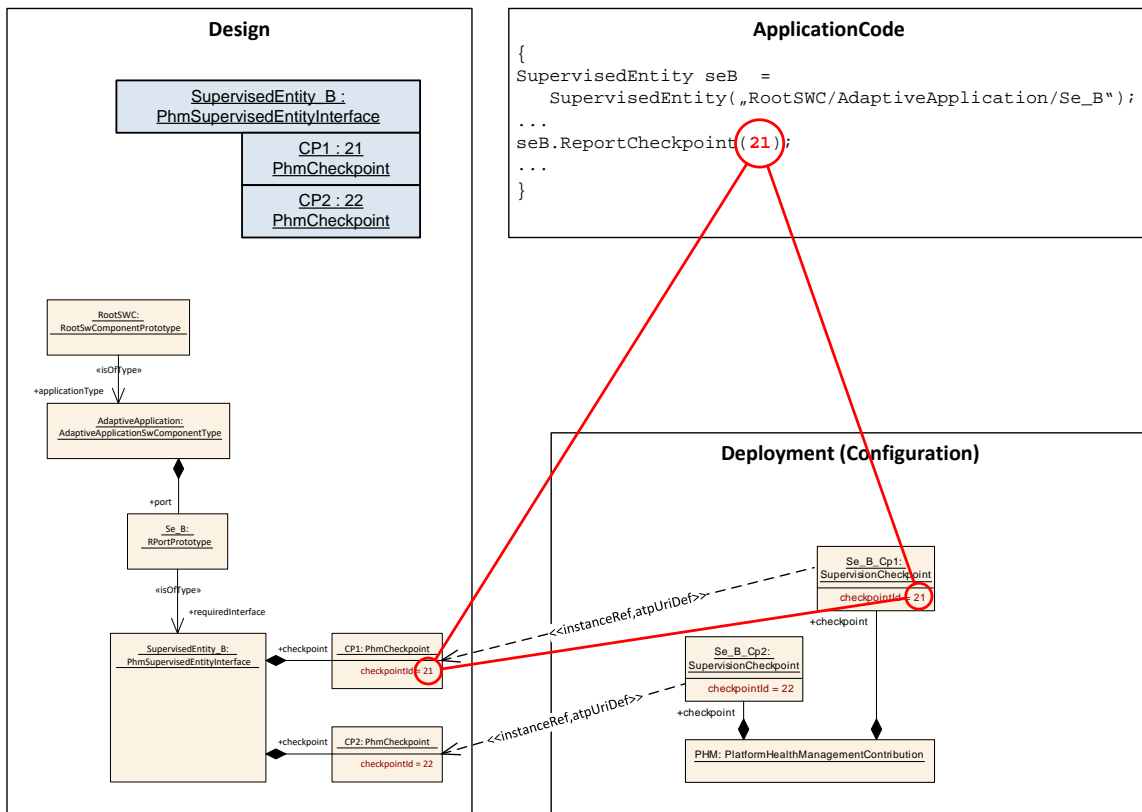 Design
SupervisedEntity_B :
PhmSupervisedEntityInterface
CP1 : 21
PhmCheckpoint
CP2 : 22
PhmCheckpoint
RootSWC:
RootSwComponentPrototype
«isOfType»
+applicationType
AdaptiveApplication:
AdaptiveApplicationSwComponentType
+port
Se_B:
RPortPrototype
«isOfType»
+requiredInterface
SupervisedEntity_B:
PhmSupervisedEntityInterface
+checkpoint
CP1: PhmCheckpoint
checkpointId = 21
+checkpoint
CP2: PhmCheckpoint
checkpointId = 22
ApplicationCode
{
SupervisedEntity seB =
SupervisedEntity(„RootSWC/AdaptiveApplication/Se_B“);
...
seB.ReportCheckpoint(21);
...
}
Deployment (Configuration)
<<instanceRef,atpUriDef>>
Se_B_Cp1:
SupervisionCheckpoint
checkpointId = 21
+checkpoint
<<instanceRef,atpUriDef>>
Se_B_Cp2:
SupervisionCheckpoint
checkpointId = 22
+checkpoint
PHM: PlatformHealthManagementContribution